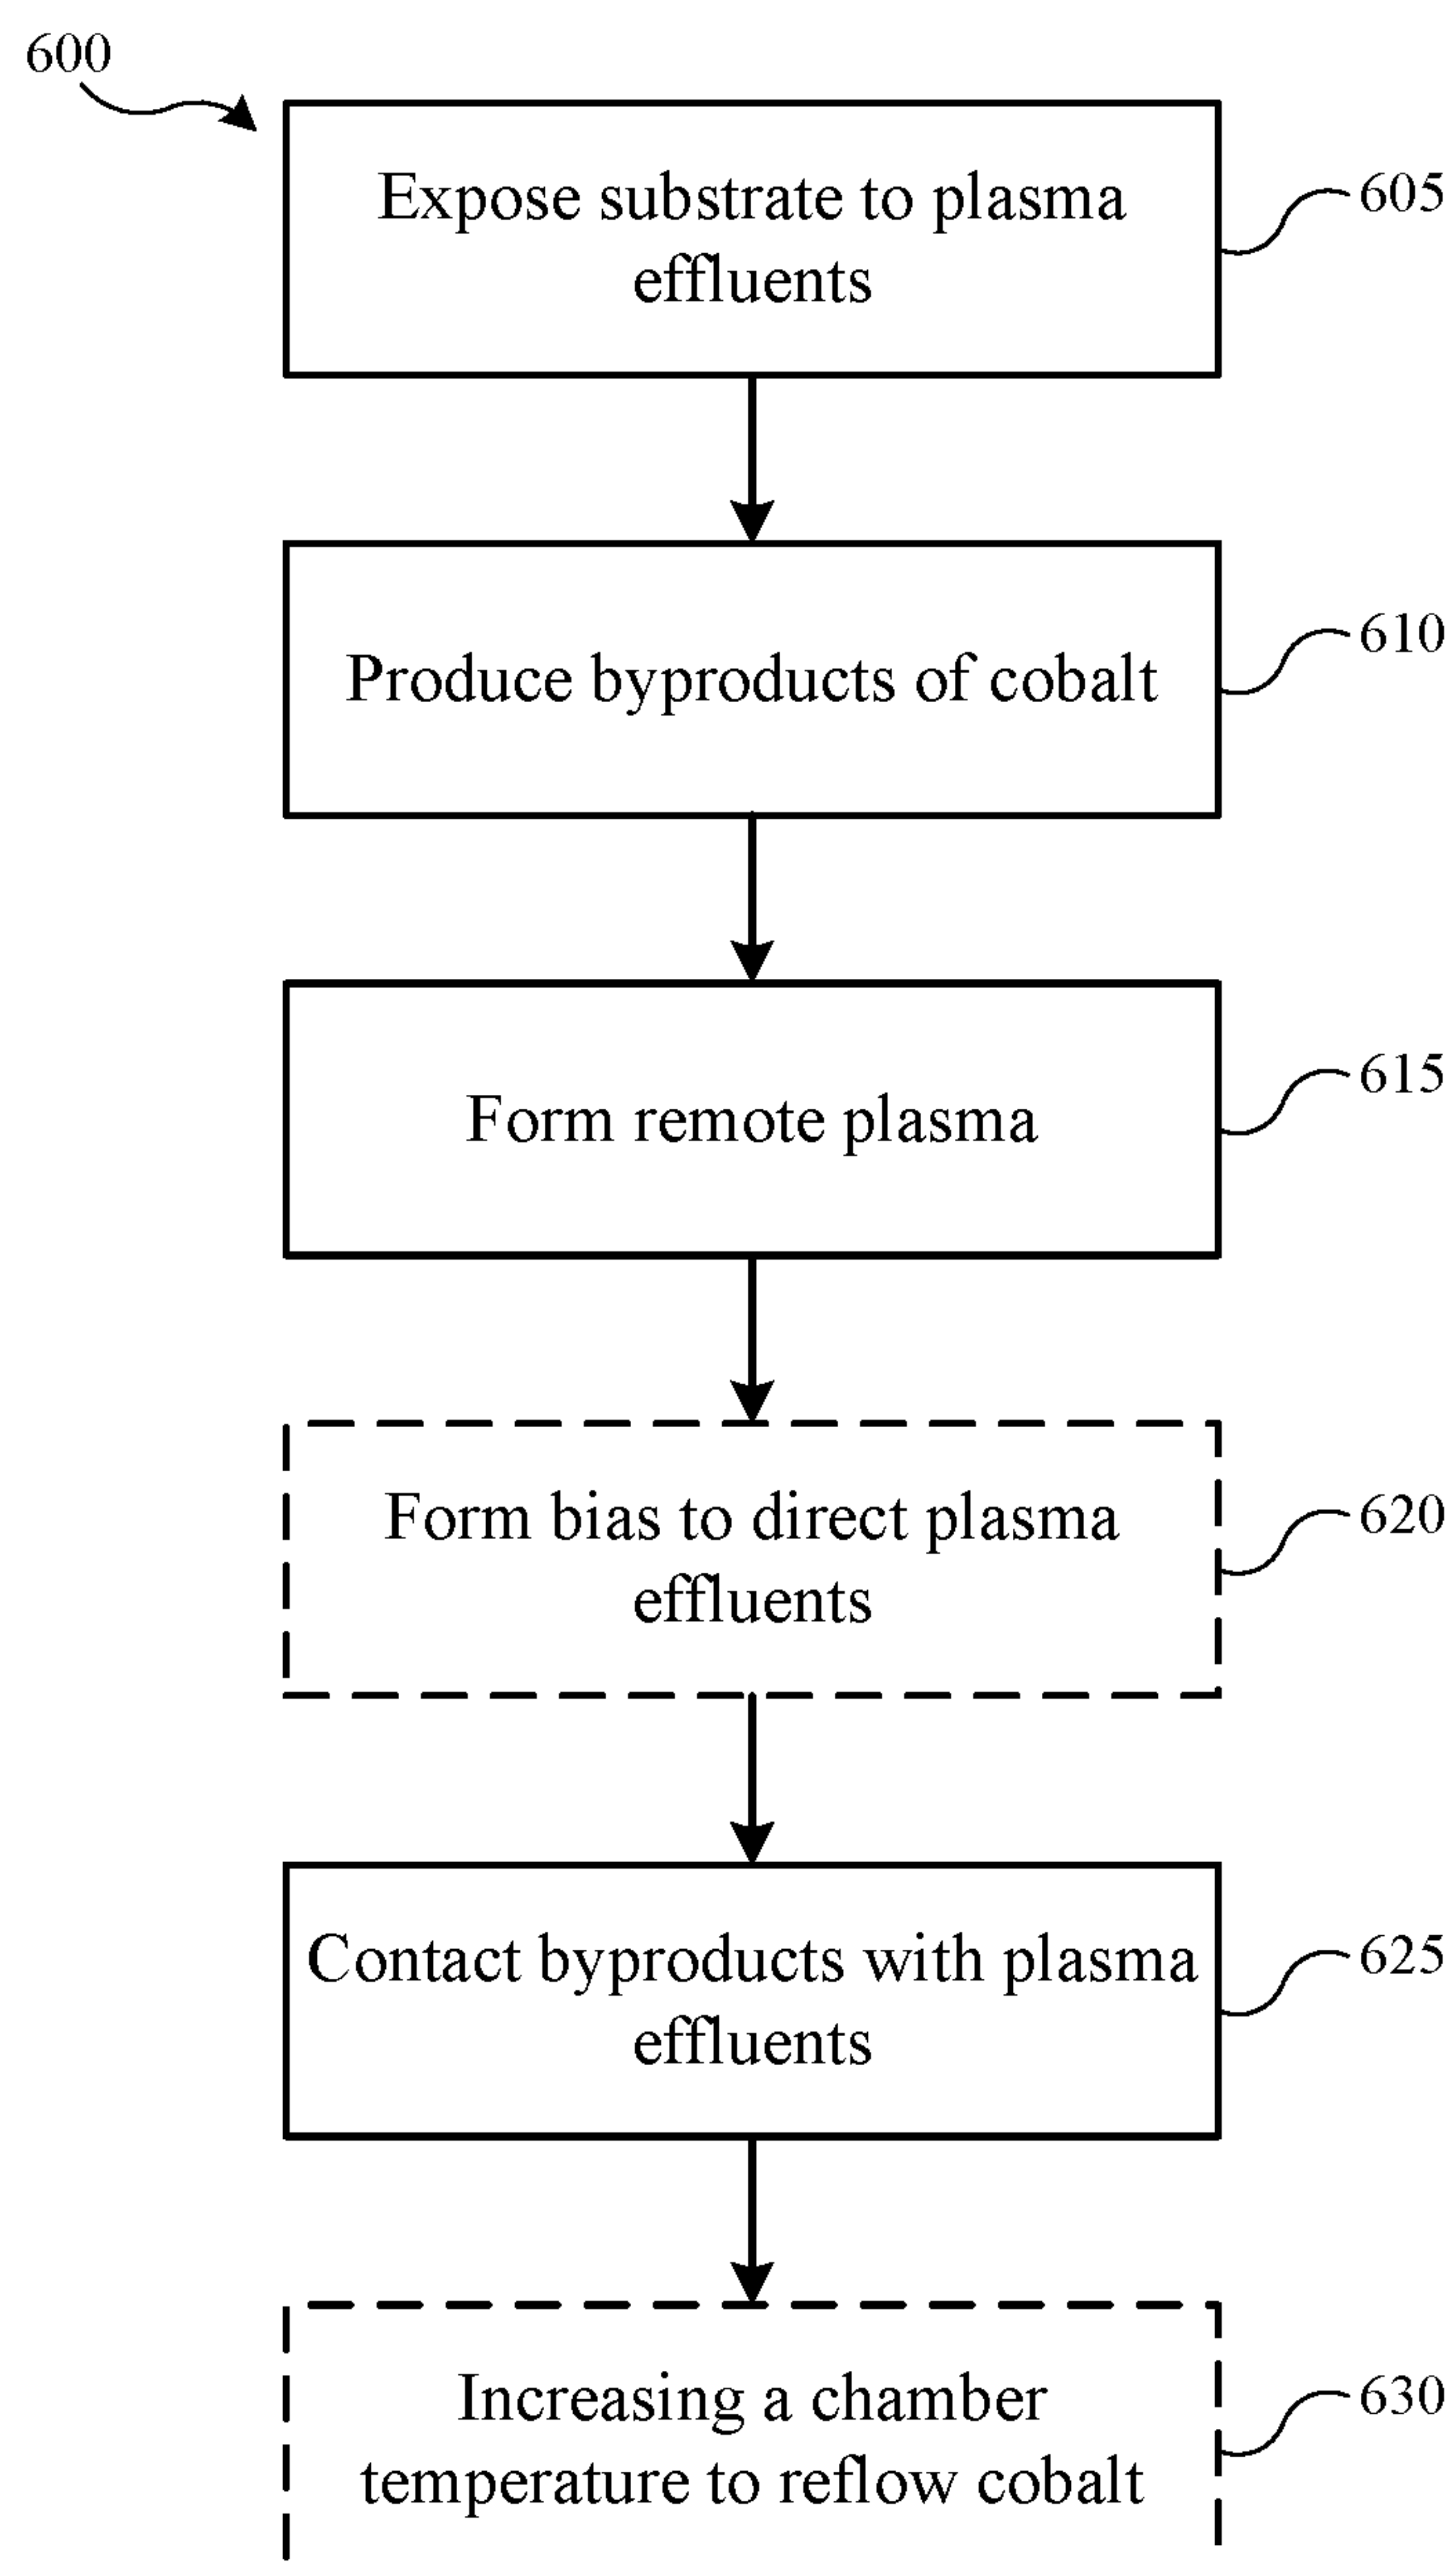 600
Expose substrate to plasma
effluents
605
Produce byproducts of cobalt
610
Form remote plasma
615
Form bias to direct plasma
effluents
620
Contact byproducts with plasma
effluents
625
Increasing a chamber
temperature to reflow cobalt
630